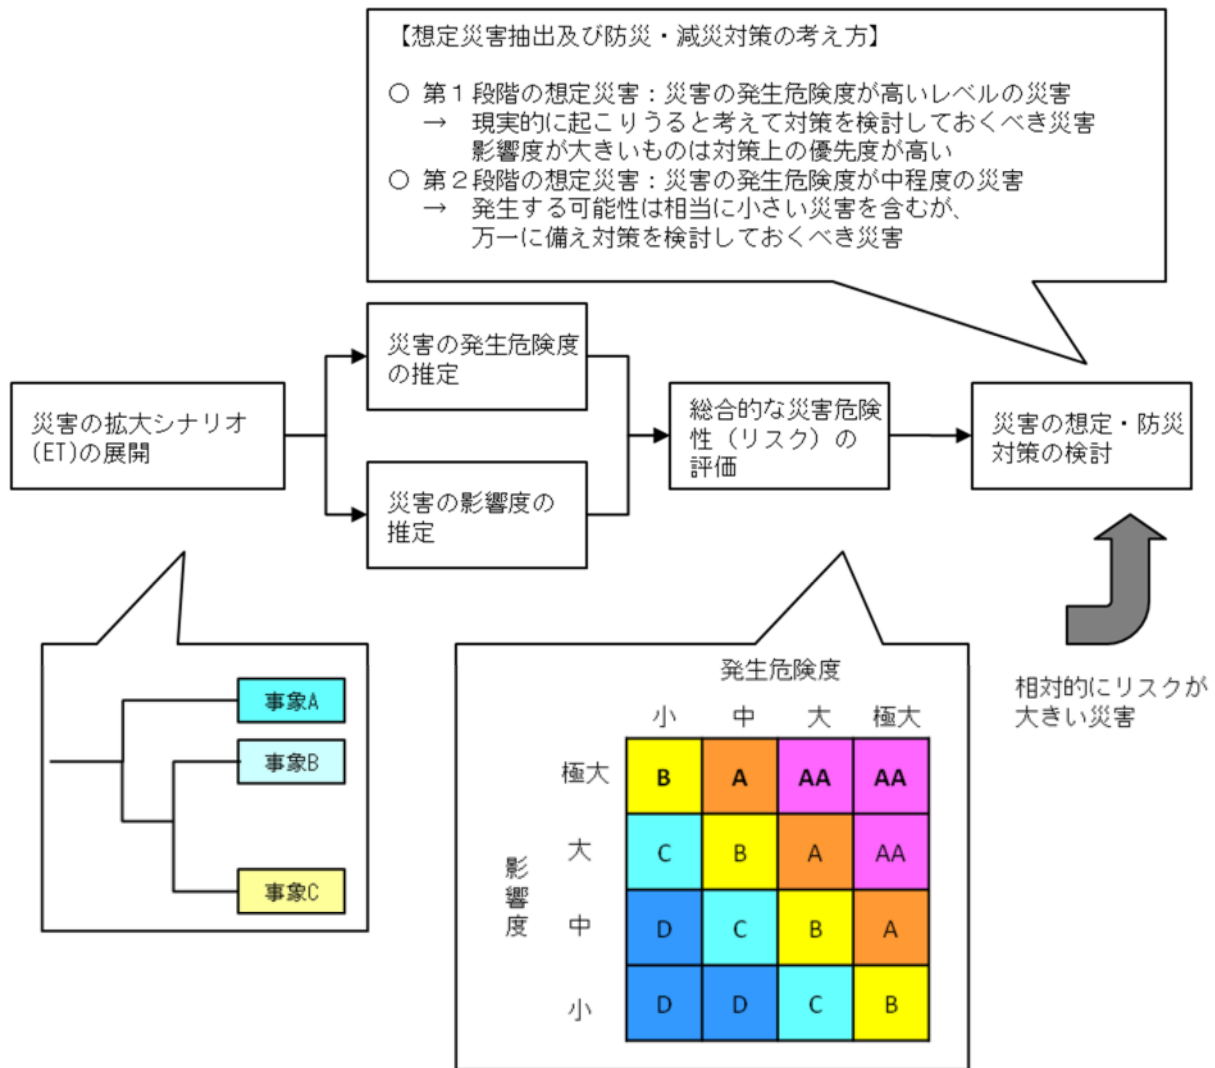 【想定災害抽出及び防災・減災対策の考え方】
○ 第1段階の想定災害：災害の発生危険度が高いレベルの災害
→ 現実的に起こりうると考えて対策を検討しておくべき災害
影響度が大きいものは対策上の優先度が高い
○ 第2段階の想定災害：災害の発生危険度が中程度の災害
→ 発生する可能性は相当に小さい災害を含むが、
万一に備え対策を検討しておくべき災害
災害の拡大シナリオ
(ET)の展開
災害の発生危険度
の推定
災害の影響度の
推定
総合的な災害危険
性（リスク）の
評価
災害の想定・防災
対策の検討
事象A
事象B
事象C
発生危険度
小 中 大 極大
影響度
極大 B A AA AA
大 C B A AA
中 D C B A
小 D D C B
相対的にリスクが
大きい災害